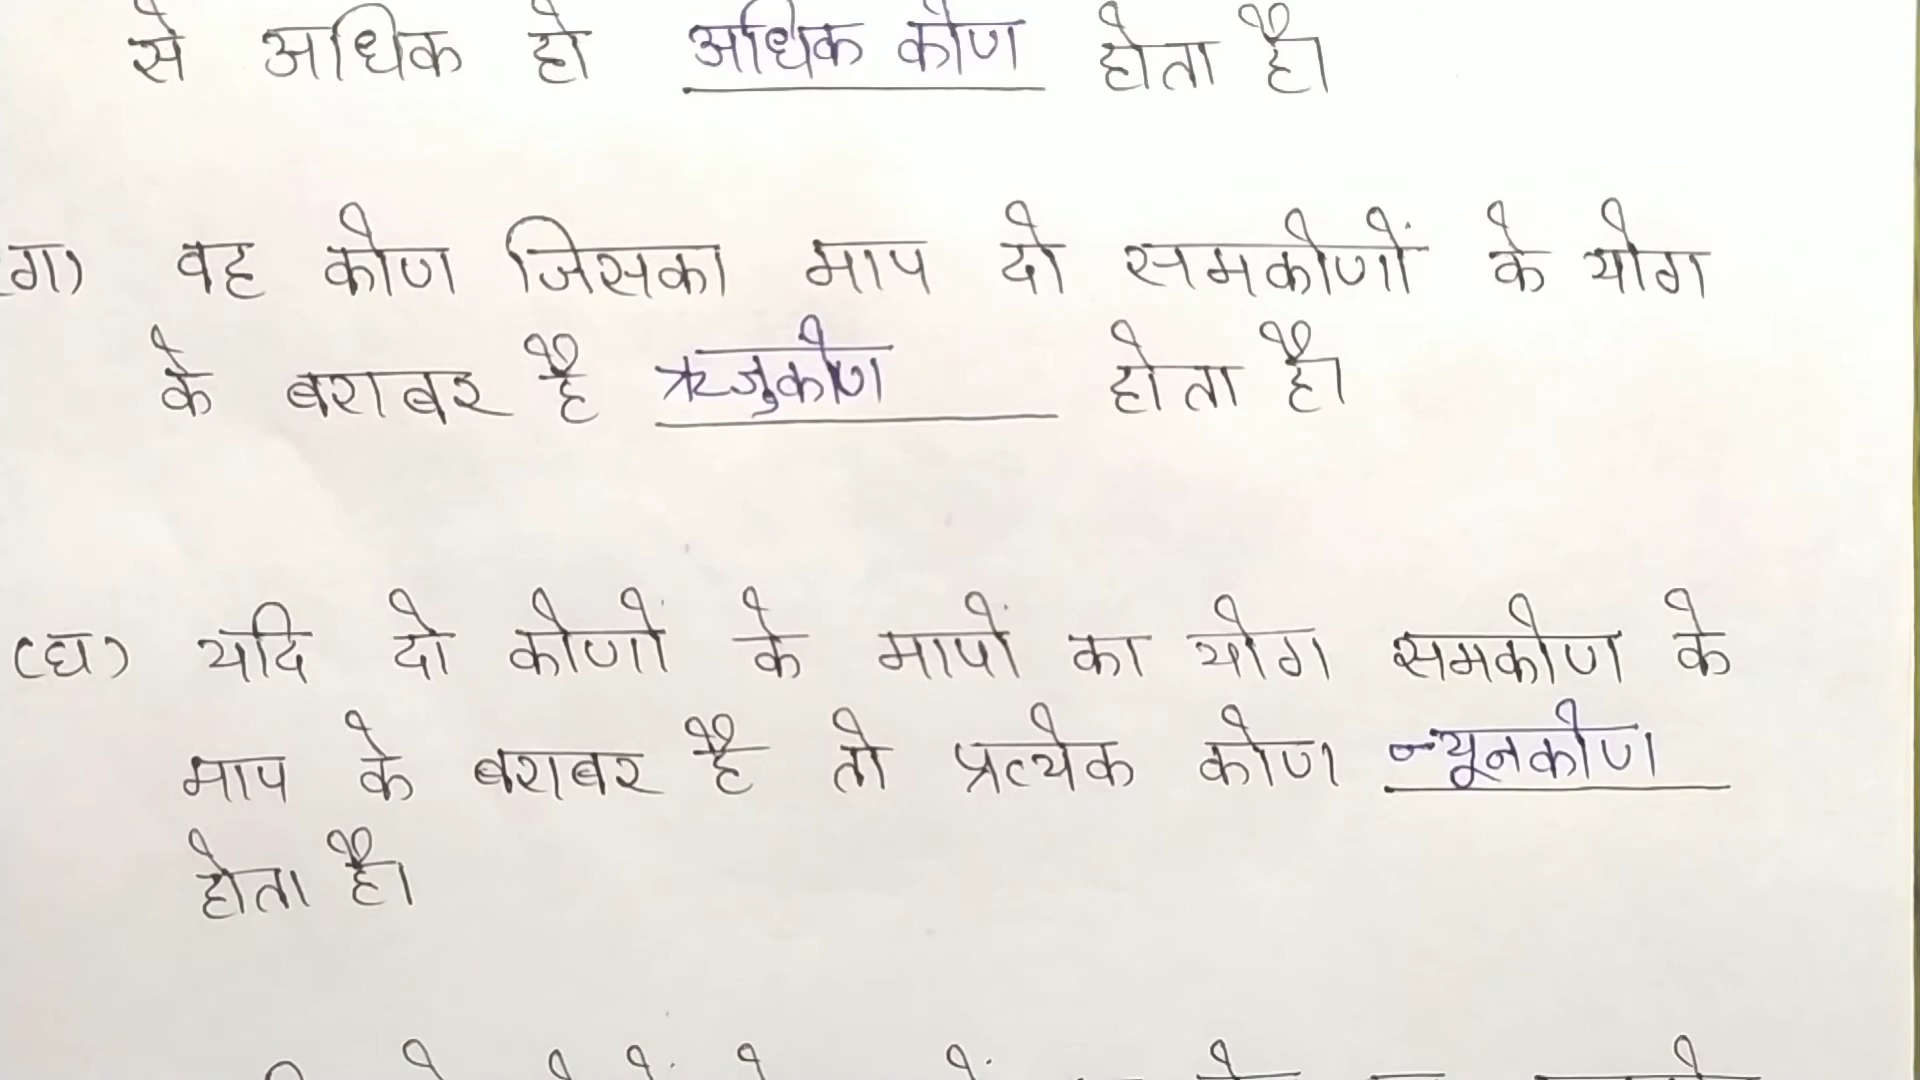 से अधिक हो अधिक कोण होता है।
ग) वह कोण जिसका माप दो समकोणों के योग
के बराबर है ऋजुकोण होता है।
(घ) यदि दो कोणों के मापों का योग समकोण के
माप के बराबर है तो प्रत्येक कोण न्यूनकोण
होता है।